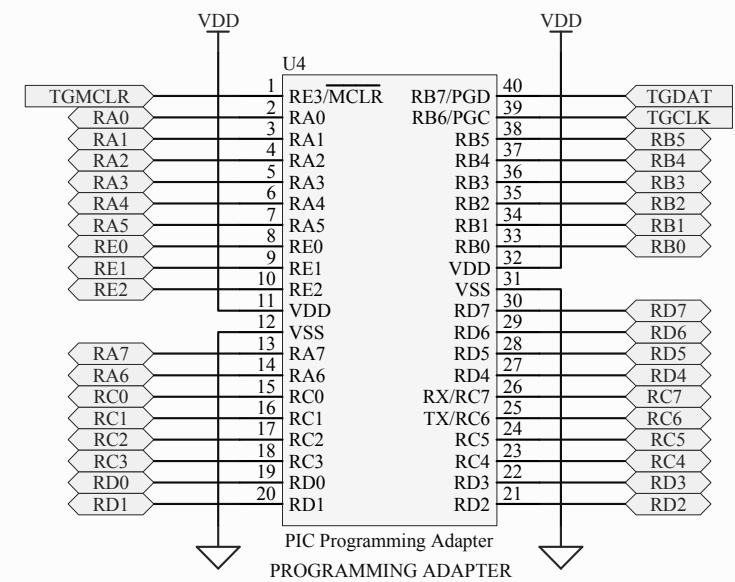 VDD VDD
U4
TGMCLR 1 RE3/MCLR RB7/PGD 40 TGDAT
RA0 2 RA0 RB6/PGC 39 TGCLK
RA1 3 RA1 RB5 38 RB5
RA2 4 RA2 RB4 37 RB4
RA3 5 RA3 RB3 36 RB3
RA4 6 RA4 RB2 35 RB2
RA5 7 RA5 RB1 34 RB1
RE0 8 RE0 RB0 33 RB0
RE1 9 RE1 VDD 32
RE2 10 RE2 VSS 31
11 VDD RD7 30 RD7
12 VSS RD6 29 RD6
RA7 13 RA7 RD5 28 RD5
RA6 14 RA6 RD4 27 RD4
RC0 15 RC0 RX/RC7 26 RC7
RC1 16 RC1 TX/RC6 25 RC6
RC2 17 RC2 RC5 24 RC5
RC3 18 RC3 RC4 23 RC4
RD0 19 RD0 RD3 22 RD3
RD1 20 RD1 RD2 21 RD2
PIC Programming Adapter
PROGRAMMING ADAPTER